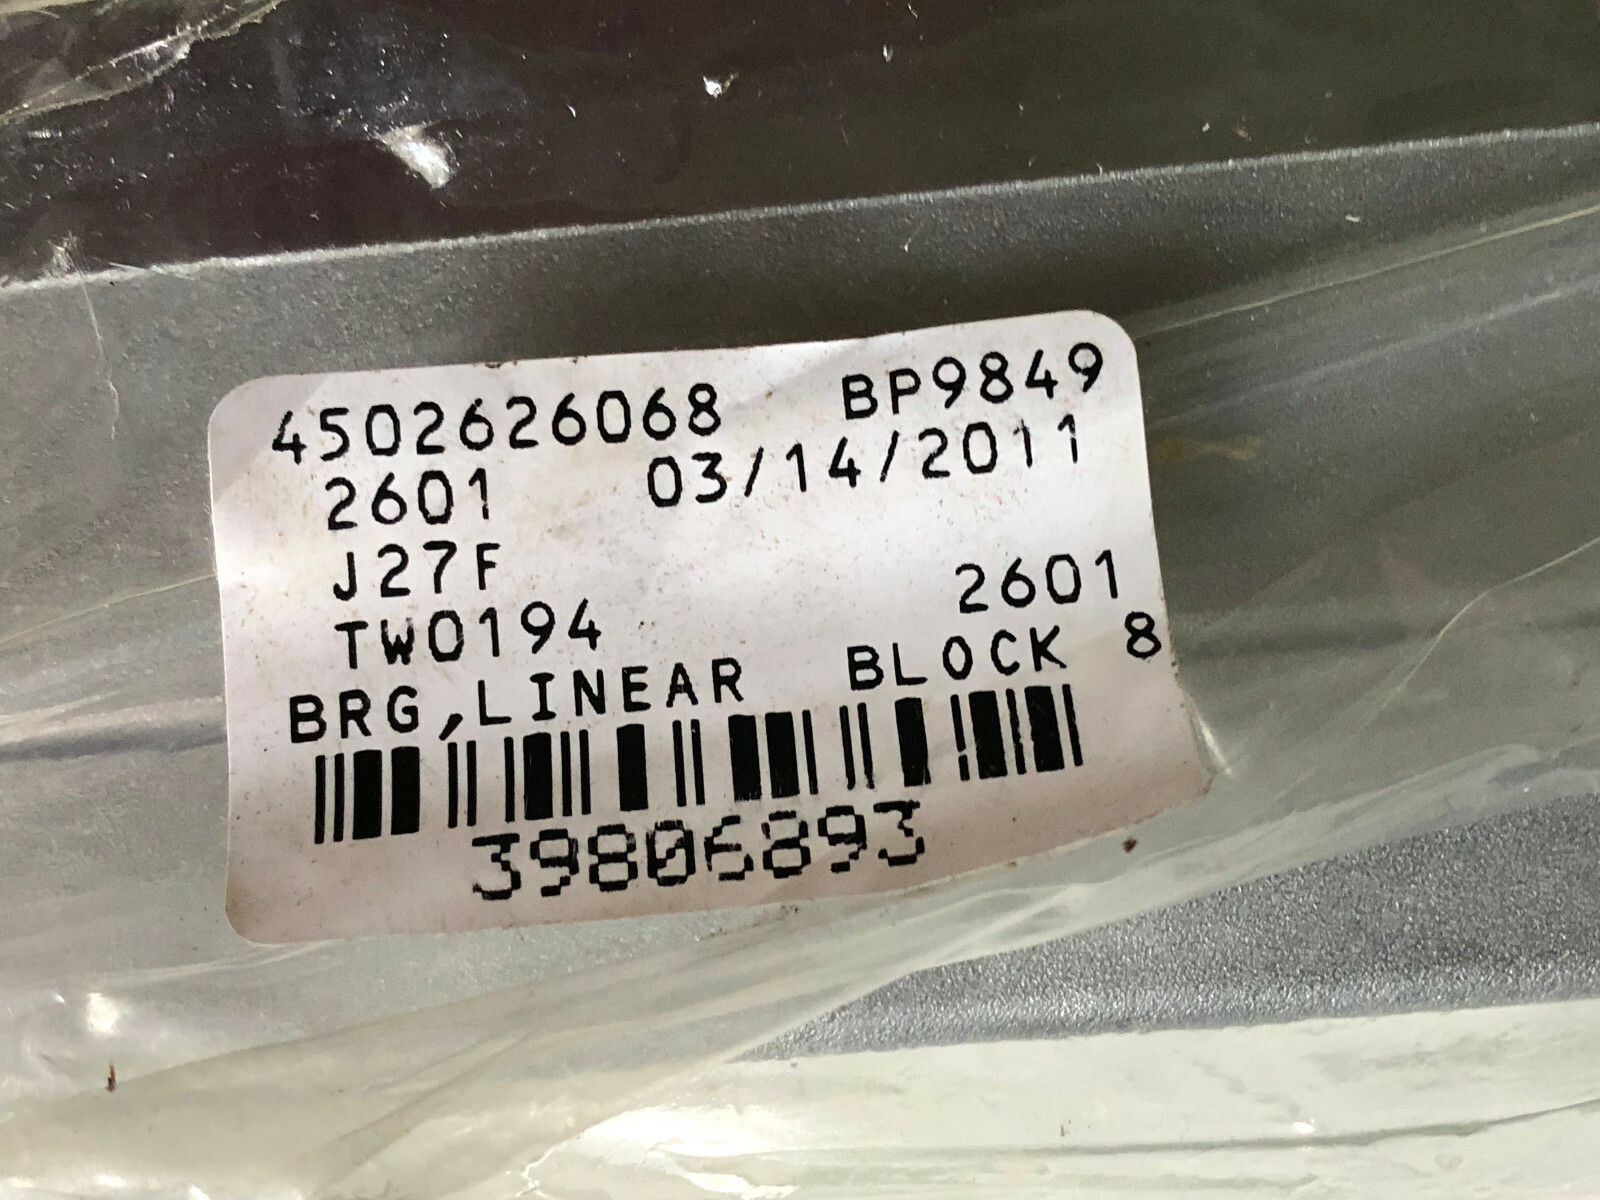 4502626068 BP9849
2601 03/14/2011
J27F
TW0194 2601
BRG,LINEAR BLOCK 8
39806893